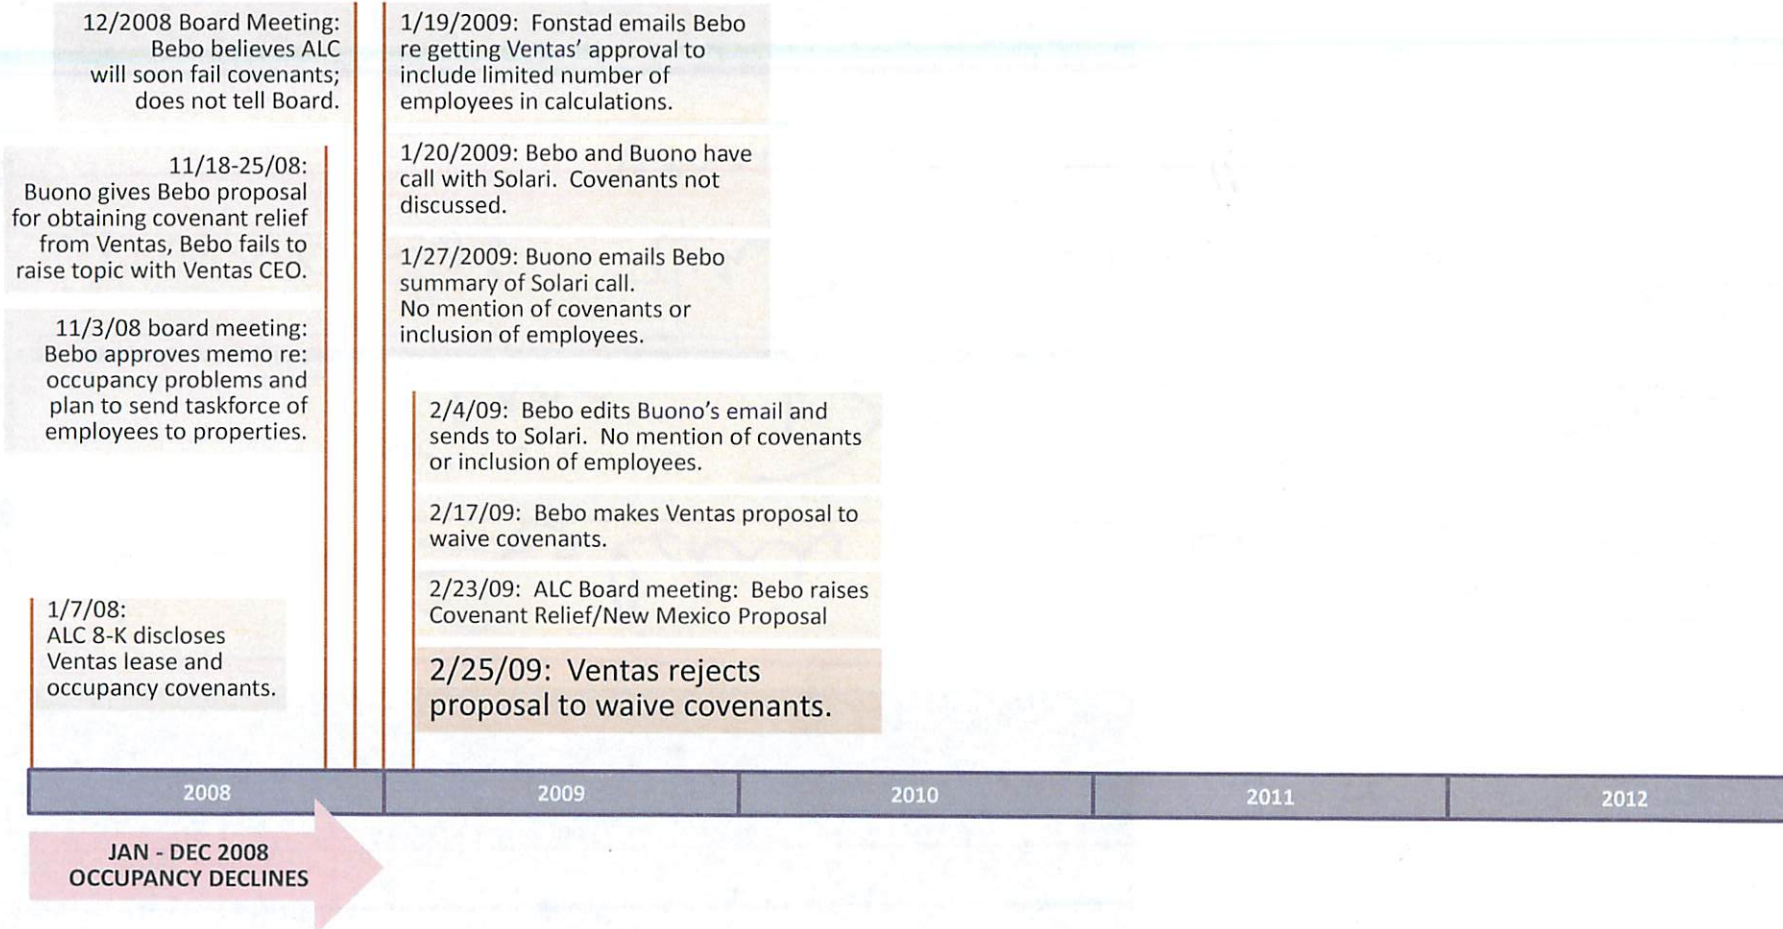 12/2008 Board Meeting:
Bebo believes ALC
will soon fail covenants;
does not tell Board.
11/18-25/08:
Buono gives Bebo proposal
for obtaining covenant relief
from Ventas, Bebo fails to
raise topic with Ventas CEO.
11/3/08 board meeting:
Bebo approves memo re:
occupancy problems and
plan to send taskforce of
employees to properties.
1/7/08:
ALC 8-K discloses
Ventas lease and
occupancy covenants.
1/19/2009: Fonstad emails Bebo
re getting Ventas' approval to
include limited number of
employees in calculations.
1/20/2009: Bebo and Buono have
call with Solari. Covenants not
discussed.
1/27/2009: Buono emails Bebo
summary of Solari call.
No mention of covenants or
inclusion of employees.
2/4/09: Bebo edits Buono's email and
sends to Solari. No mention of covenants
or inclusion of employees.
2/17/09: Bebo makes Ventas proposal to
waive covenants.
2/23/09: ALC Board meeting: Bebo raises
Covenant Relief/New Mexico Proposal
2/25/09: Ventas rejects
proposal to waive covenants.
2008 2009 2010 2011 2012
JAN - DEC 2008
OCCUPANCY DECLINES